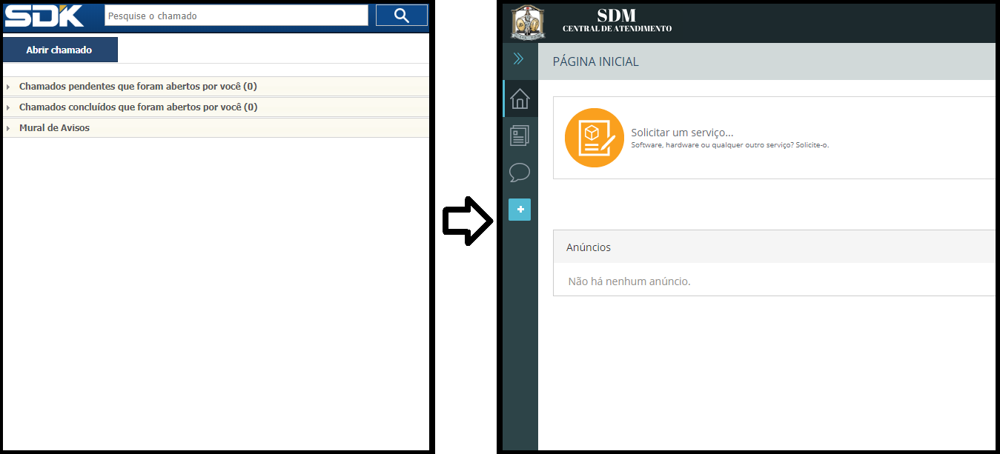 SDK
Pesquise o chamado
Abrir chamado
Chamados pendentes que foram abertos por você (0)
Chamados concluídos que foram abertos por você (0)
Mural de Avisos
SDM
CENTRAL DE ATENDIMENTO
PÁGINA INICIAL
Solicitar um serviço...
Software, hardware ou qualquer outro serviço? Solicite-o.
Anúncios
Não há nenhum anúncio.